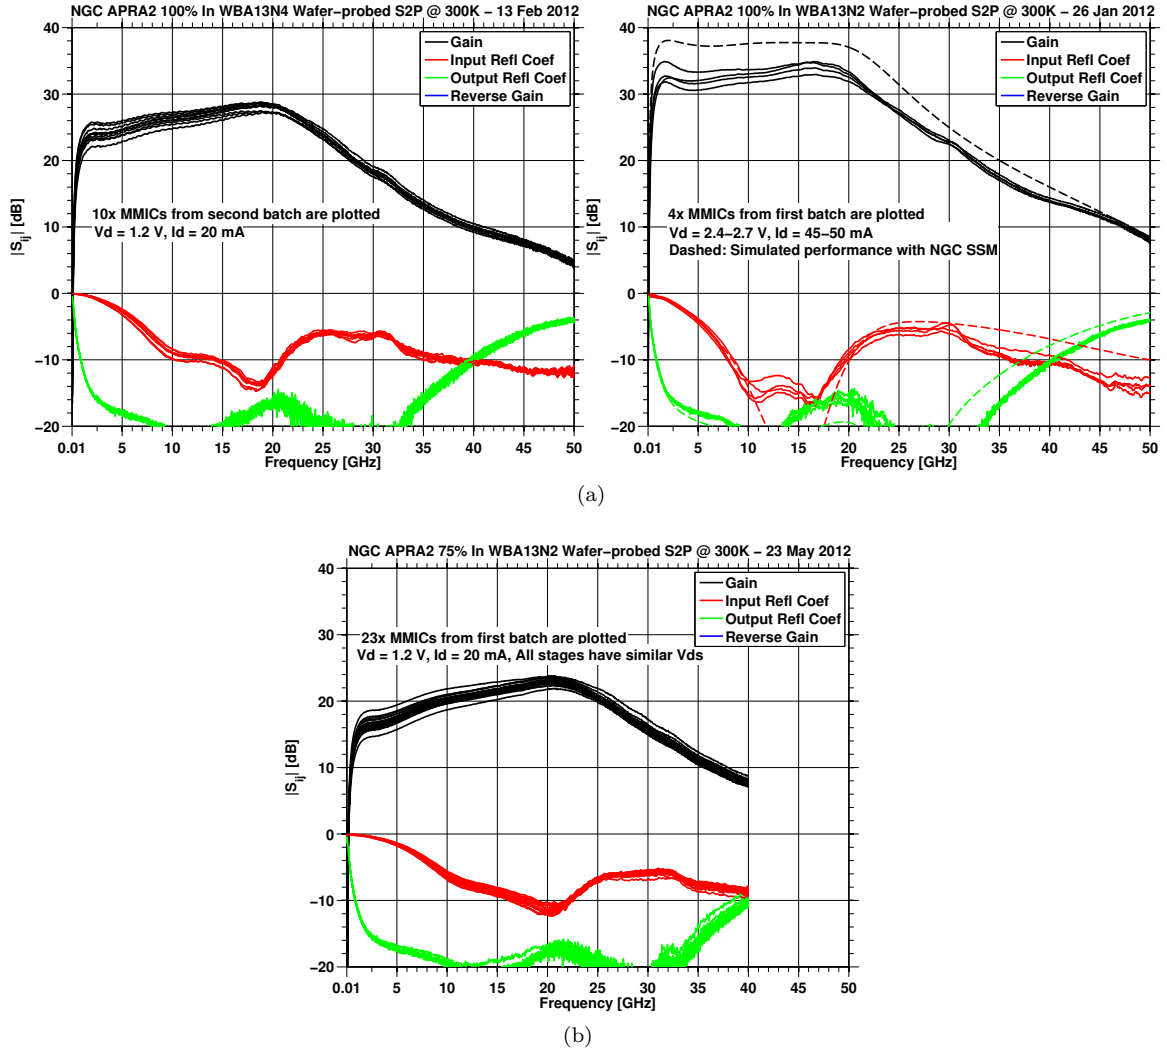 NGC APRA2 100% In WBA13N4 Wafer-probed S2P @ 300K − 13 Feb 2012
40
30
20
10
0
−10
−20
|S_ij| [dB]
Gain
Input Refl Coef
Output Refl Coef
Reverse Gain
10x MMICs from second batch are plotted
Vd = 1.2 V, Id = 20 mA
0.01 5 10 15 20 25 30 35 40 45 50
Frequency [GHz]
NGC APRA2 100% In WBA13N2 Wafer-probed S2P @ 300K − 26 Jan 2012
40
30
20
10
0
−10
−20
|S_ij| [dB]
Gain
Input Refl Coef
Output Refl Coef
Reverse Gain
4x MMICs from first batch are plotted
Vd = 2.4−2.7 V, Id = 45−50 mA
Dashed: Simulated performance with NGC SSM
0.01 5 10 15 20 25 30 35 40 45 50
Frequency [GHz]
(a)
NGC APRA2 75% In WBA13N2 Wafer-probed S2P @ 300K − 23 May 2012
40
30
20
10
0
−10
−20
|S_ij| [dB]
Gain
Input Refl Coef
Output Refl Coef
Reverse Gain
23x MMICs from first batch are plotted
Vd = 1.2 V, Id = 20 mA, All stages have similar Vds
0.01 5 10 15 20 25 30 35 40 45 50
Frequency [GHz]
(b)